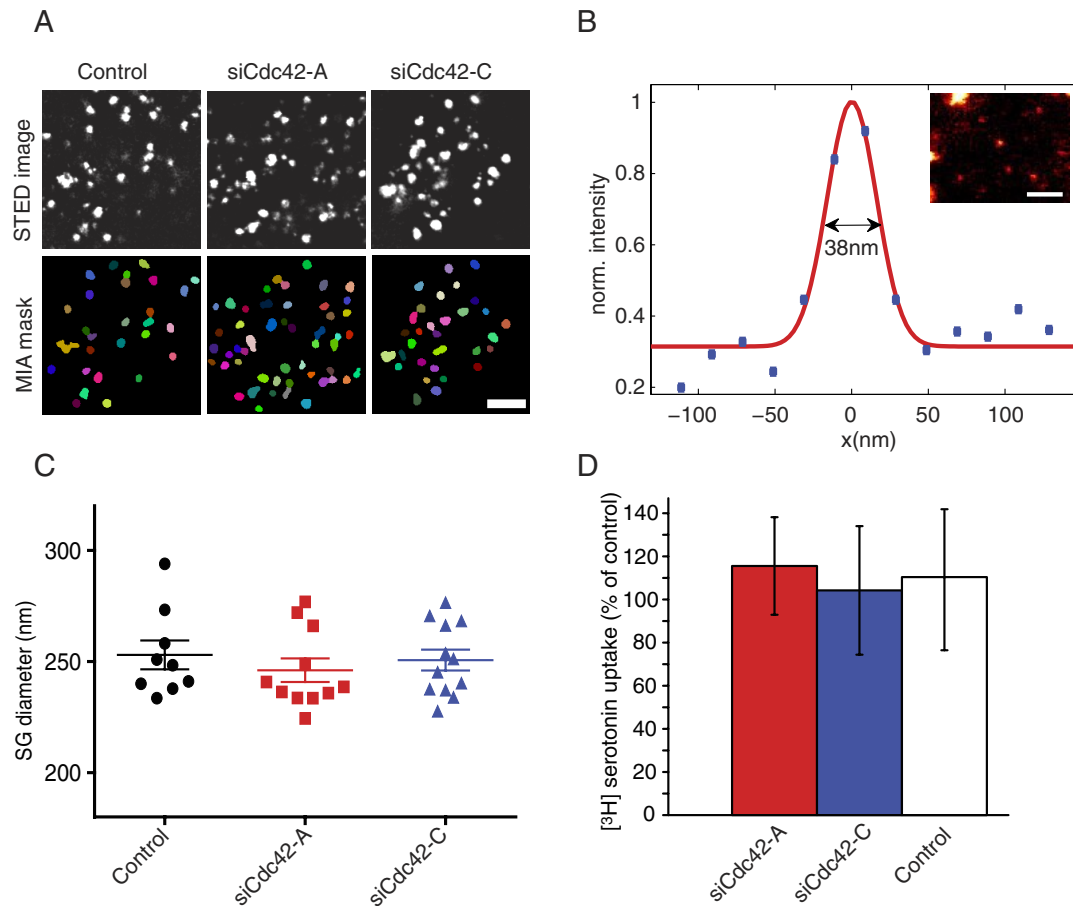 A
Control
siCdc42-A
siCdc42-C
STED image
MIA mask
B
norm. intensity
1
0.8
0.6
0.4
0.2
38nm
−100
−50
0
50
100
x(nm)
C
SG diameter (nm)
300
250
200
Control
siCdc42-A
siCdc42-C
D
[³H] serotonin uptake (% of control)
140
120
100
80
60
40
20
0
siCdc42-A
siCdc42-C
Control